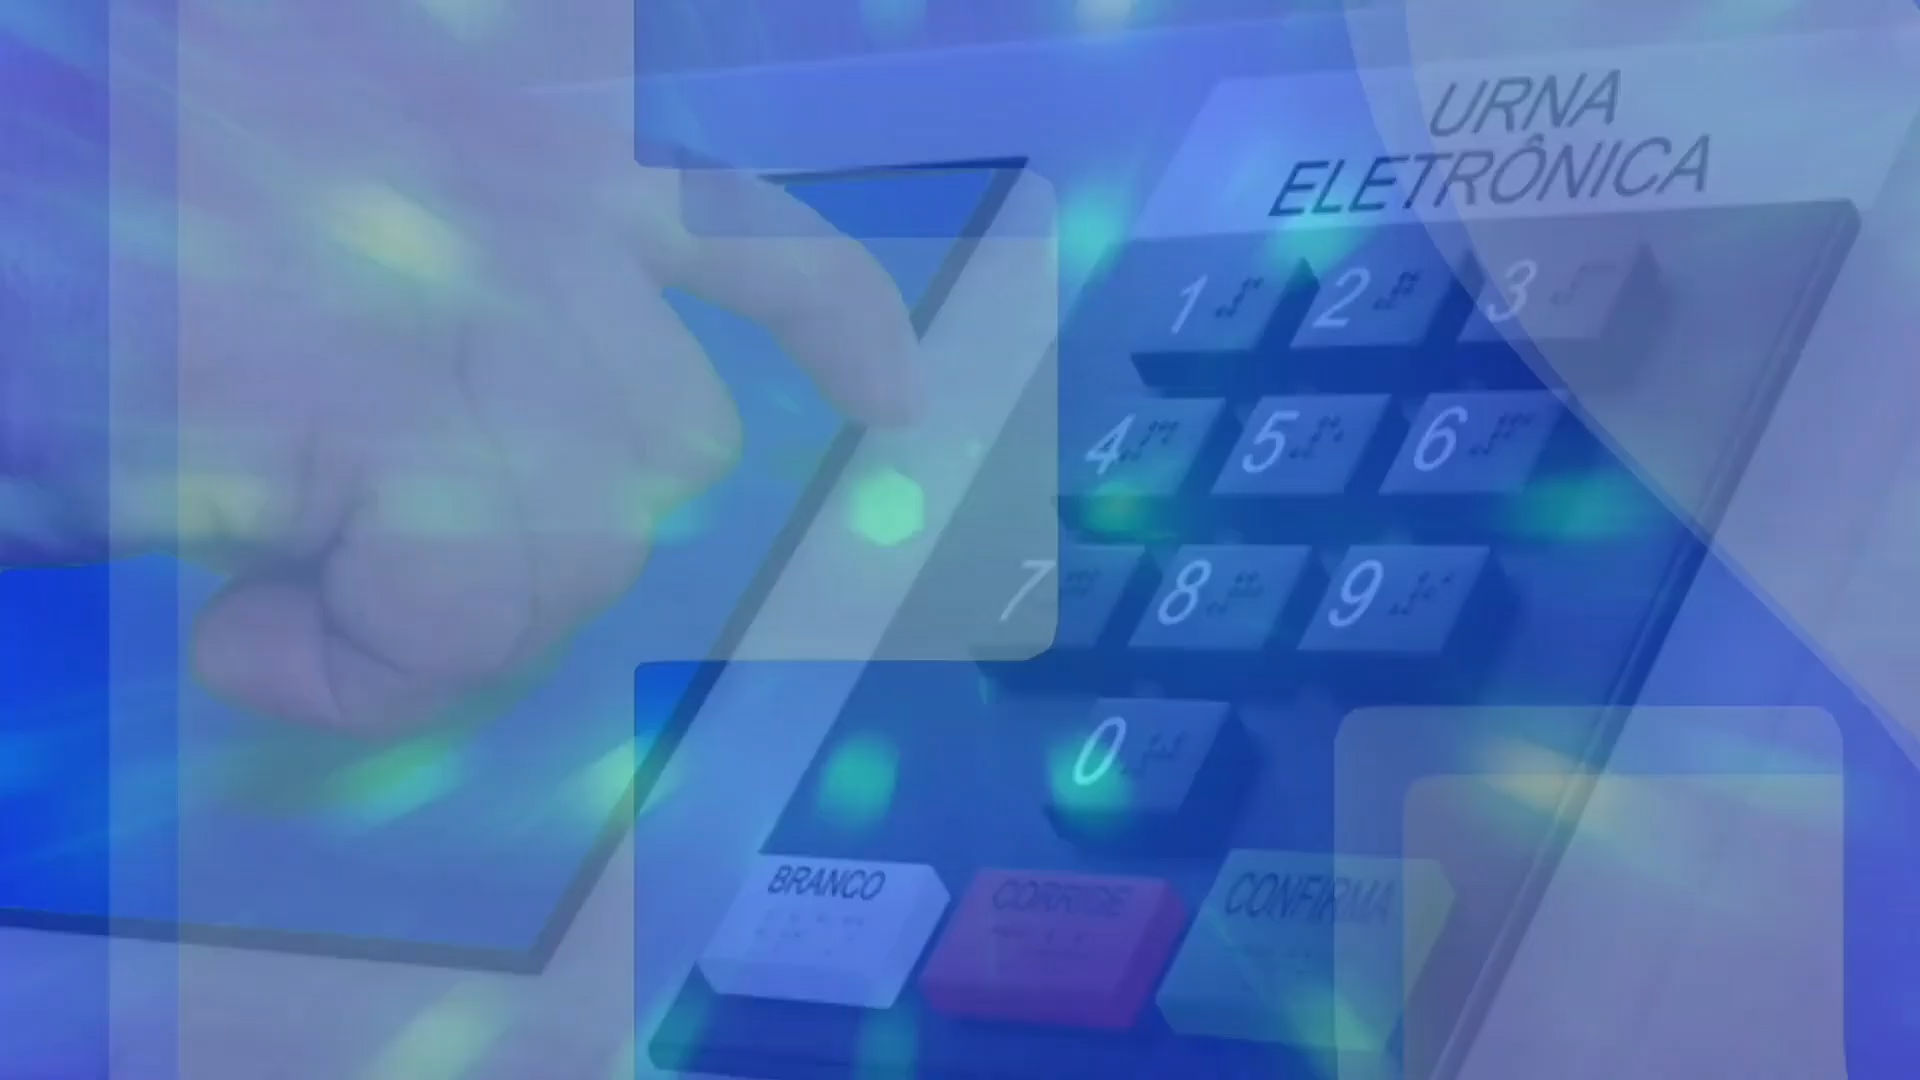 URNA
ELETRÔNICA
1 2 3
4 5 6
7 8 9
0
BRANCO CORRIGE CONFIRMA